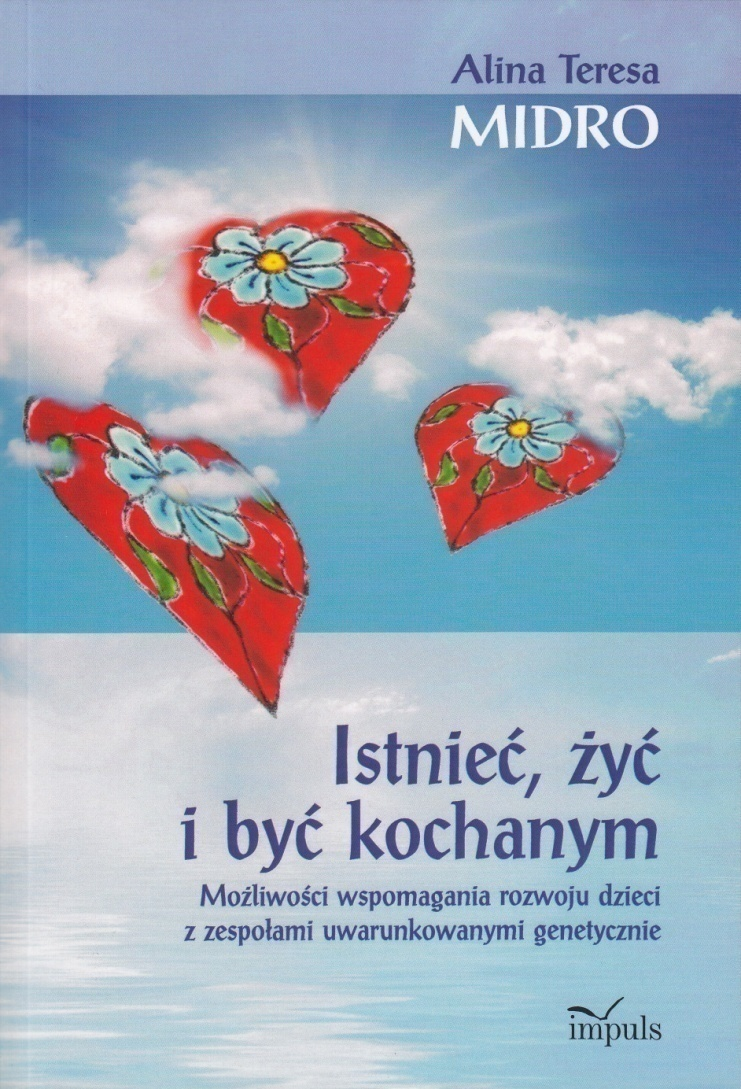 Alina Teresa
MIDRO
Istnieć, żyć
i być kochanym
Możliwości wspomagania rozwoju dzieci
z zespołami uwarunkowanymi genetycznie
impuls